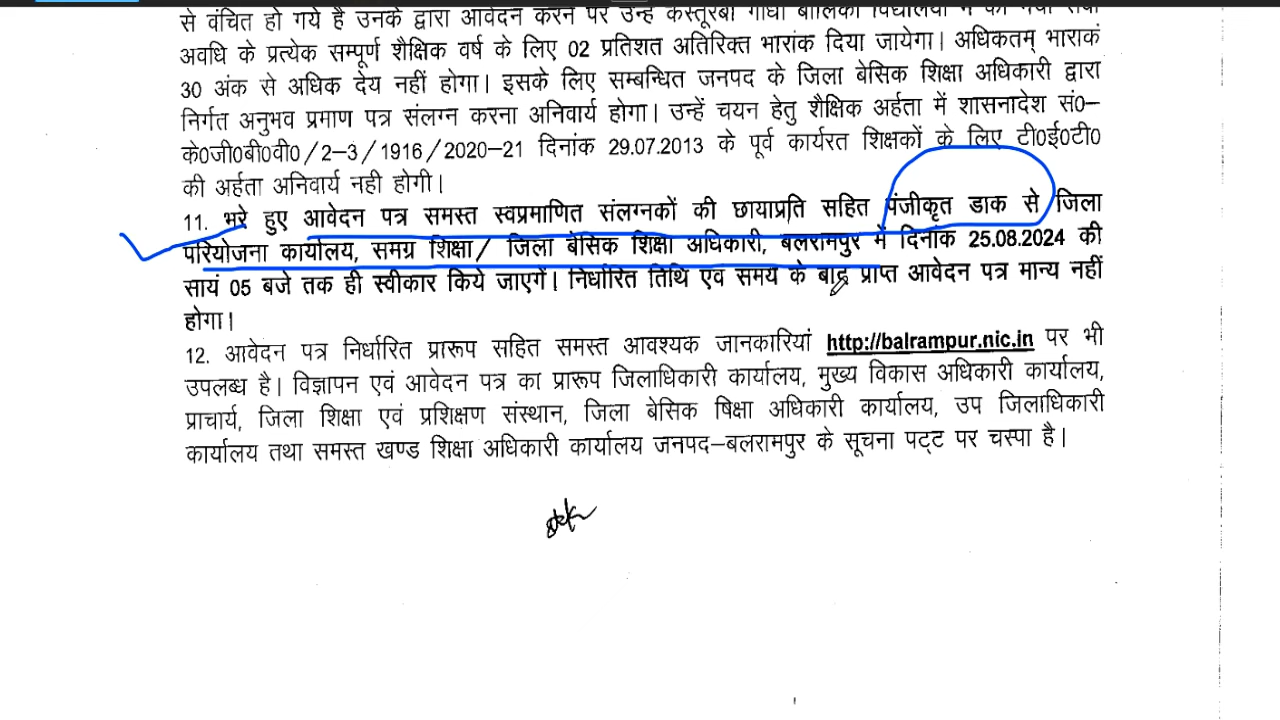 से वंचित हो गये है उनके द्वारा आवेदन करने पर उन्हें कस्तूरबा गांधी बालिका विद्यालयों में की
अवधि के प्रत्येक सम्पूर्ण शैक्षिक वर्ष के लिए 02 प्रतिशत अतिरिक्त भारांक दिया जायेगा। अधिकतम् भाराकं
30 अंक से अधिक देय नहीं होगा। इसके लिए सम्बन्धित जनपद के जिला बेसिक शिक्षा अधिकारी द्वारा
निर्गत अनुभव प्रमाण पत्र संलग्न करना अनिवार्य होगा। उन्हें चयन हेतु शैक्षिक अर्हता में शासनादेश सं0–
के0जी0बी0वी0/2–3/1916/2020–21 दिनांक 29.07.2013 के पूर्व कार्यरत शिक्षकों के लिए टी0ई0टी0
की अर्हता अनिवार्य नही होगी।
11. भरे हुए आवेदन पत्र समस्त स्वप्रमाणित संलग्नकों की छायाप्रति सहित पंजीकृत डाक से जिला
परियोजना कार्यालय, समग्र शिक्षा/ जिला बेसिक शिक्षा अधिकारी, बलरामपुर में दिनांक 25.08.2024 की
सायं 05 बजे तक ही स्वीकार किये जाएगें। निर्धारित तिथि एवं समय के बाद प्राप्त आवेदन पत्र मान्य नहीं
होगा।
12. आवेदन पत्र निर्धारित प्रारूप सहित समस्त आवश्यक जानकारियां http://balrampur.nic.in पर भी
उपलब्ध है। विज्ञापन एवं आवेदन पत्र का प्रारूप जिलाधिकारी कार्यालय, मुख्य विकास अधिकारी कार्यालय,
प्राचार्य, जिला शिक्षा एवं प्रशिक्षण संस्थान, जिला बेसिक षिक्षा अधिकारी कार्यालय, उप जिलाधिकारी
कार्यालय तथा समस्त खण्ड शिक्षा अधिकारी कार्यालय जनपद–बलरामपुर के सूचना पट्ट पर चस्पा है।